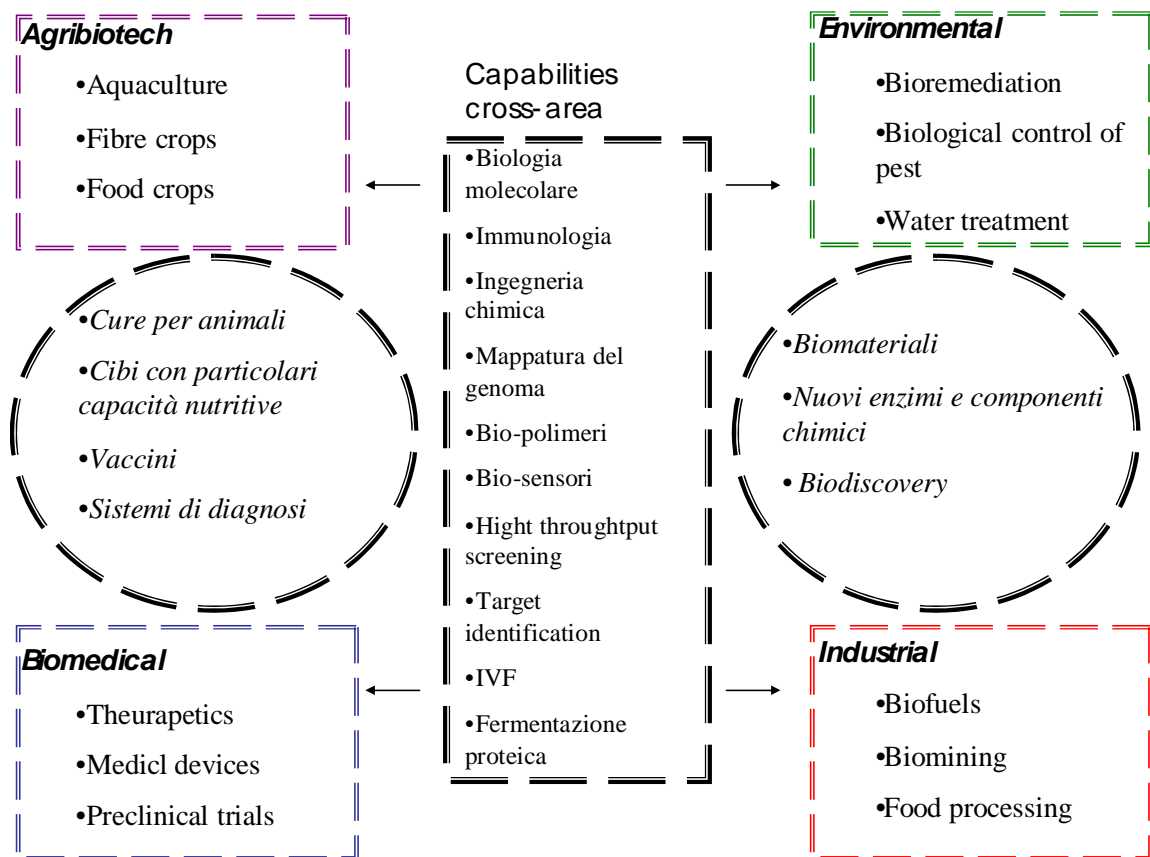 Agribiotech
•Aquaculture
•Fibre crops
•Food crops
Capabilities
cross-area
•Biologia
molecolare
•Immunologia
•Ingegneria
chimica
•Mappatura del
genoma
•Bio-polimeri
•Bio-sensori
•Hight throughtput
screening
•Target
identification
•IVF
•Fermentazione
proteica
Environmental
•Bioremediation
•Biological control of
pest
•Water treatment
•Cure per animali
•Cibi con particolari
capacità nutritive
•Vaccini
•Sistemi di diagnosi
•Biomateriali
•Nuovi enzimi e componenti
chimici
• Biodiscovery
Biomedical
•Theurapetics
•Medicl devices
•Preclinical trials
Industrial
•Biofuels
•Biomining
•Food processing